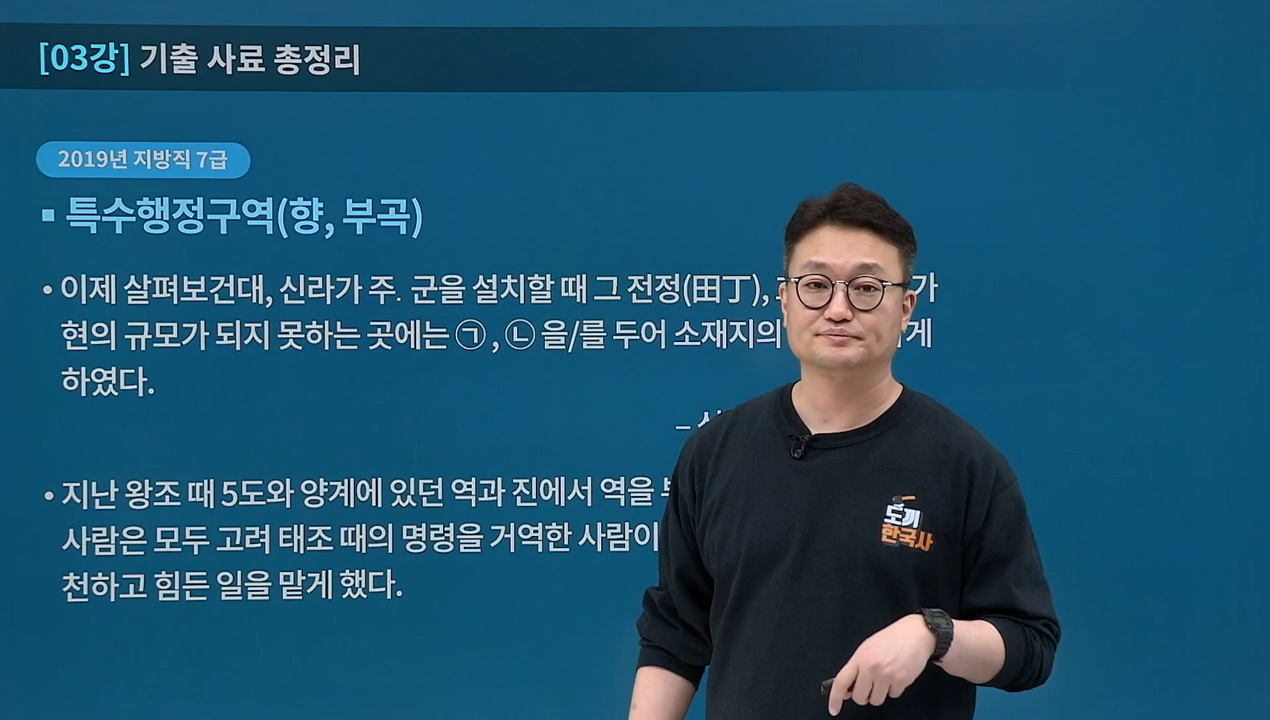 [03강] 기출 사료 총정리
2019년 지방직 7급
▪ 특수행정구역(향, 부곡)
• 이제 살펴보건대, 신라가 주. 군을 설치할 때 그 전정(田丁), 가
현의 규모가 되지 못하는 곳에는 ㉠, ㉡ 을/를 두어 소재지의 게
하였다.
–
• 지난 왕조 때 5도와 양계에 있던 역과 진에서 역을
사람은 모두 고려 태조 때의 명령을 거역한 사람이
천하고 힘든 일을 맡게 했다.
도끼
한국사